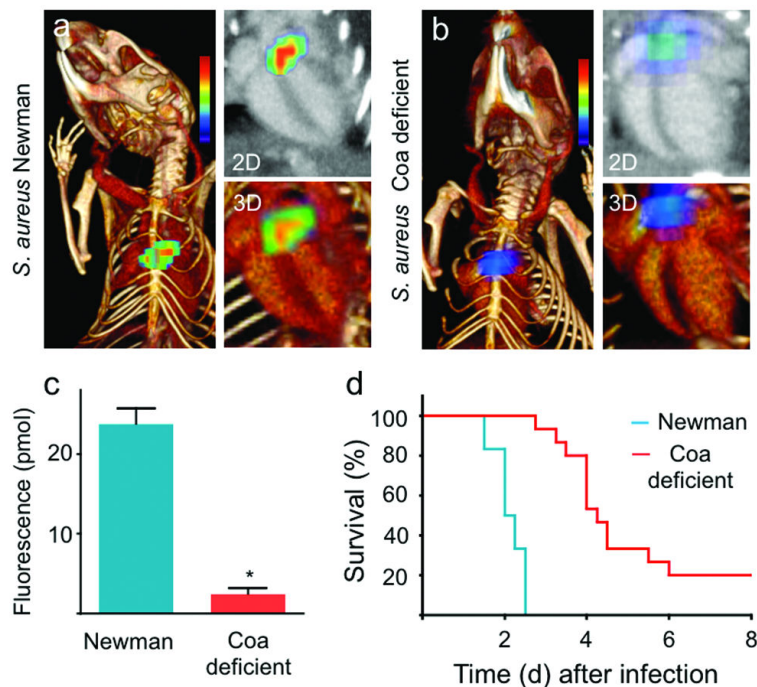 a
S. aureus Newman
2D
3D
b
S. aureus Coa deficient
2D
3D
c
Fluorescence (pmol)
20
10
Newman
Coa
deficient
*
d
Survival (%)
100
80
60
40
20
Newman
Coa
deficient
2 4 6 8
Time (d) after infection